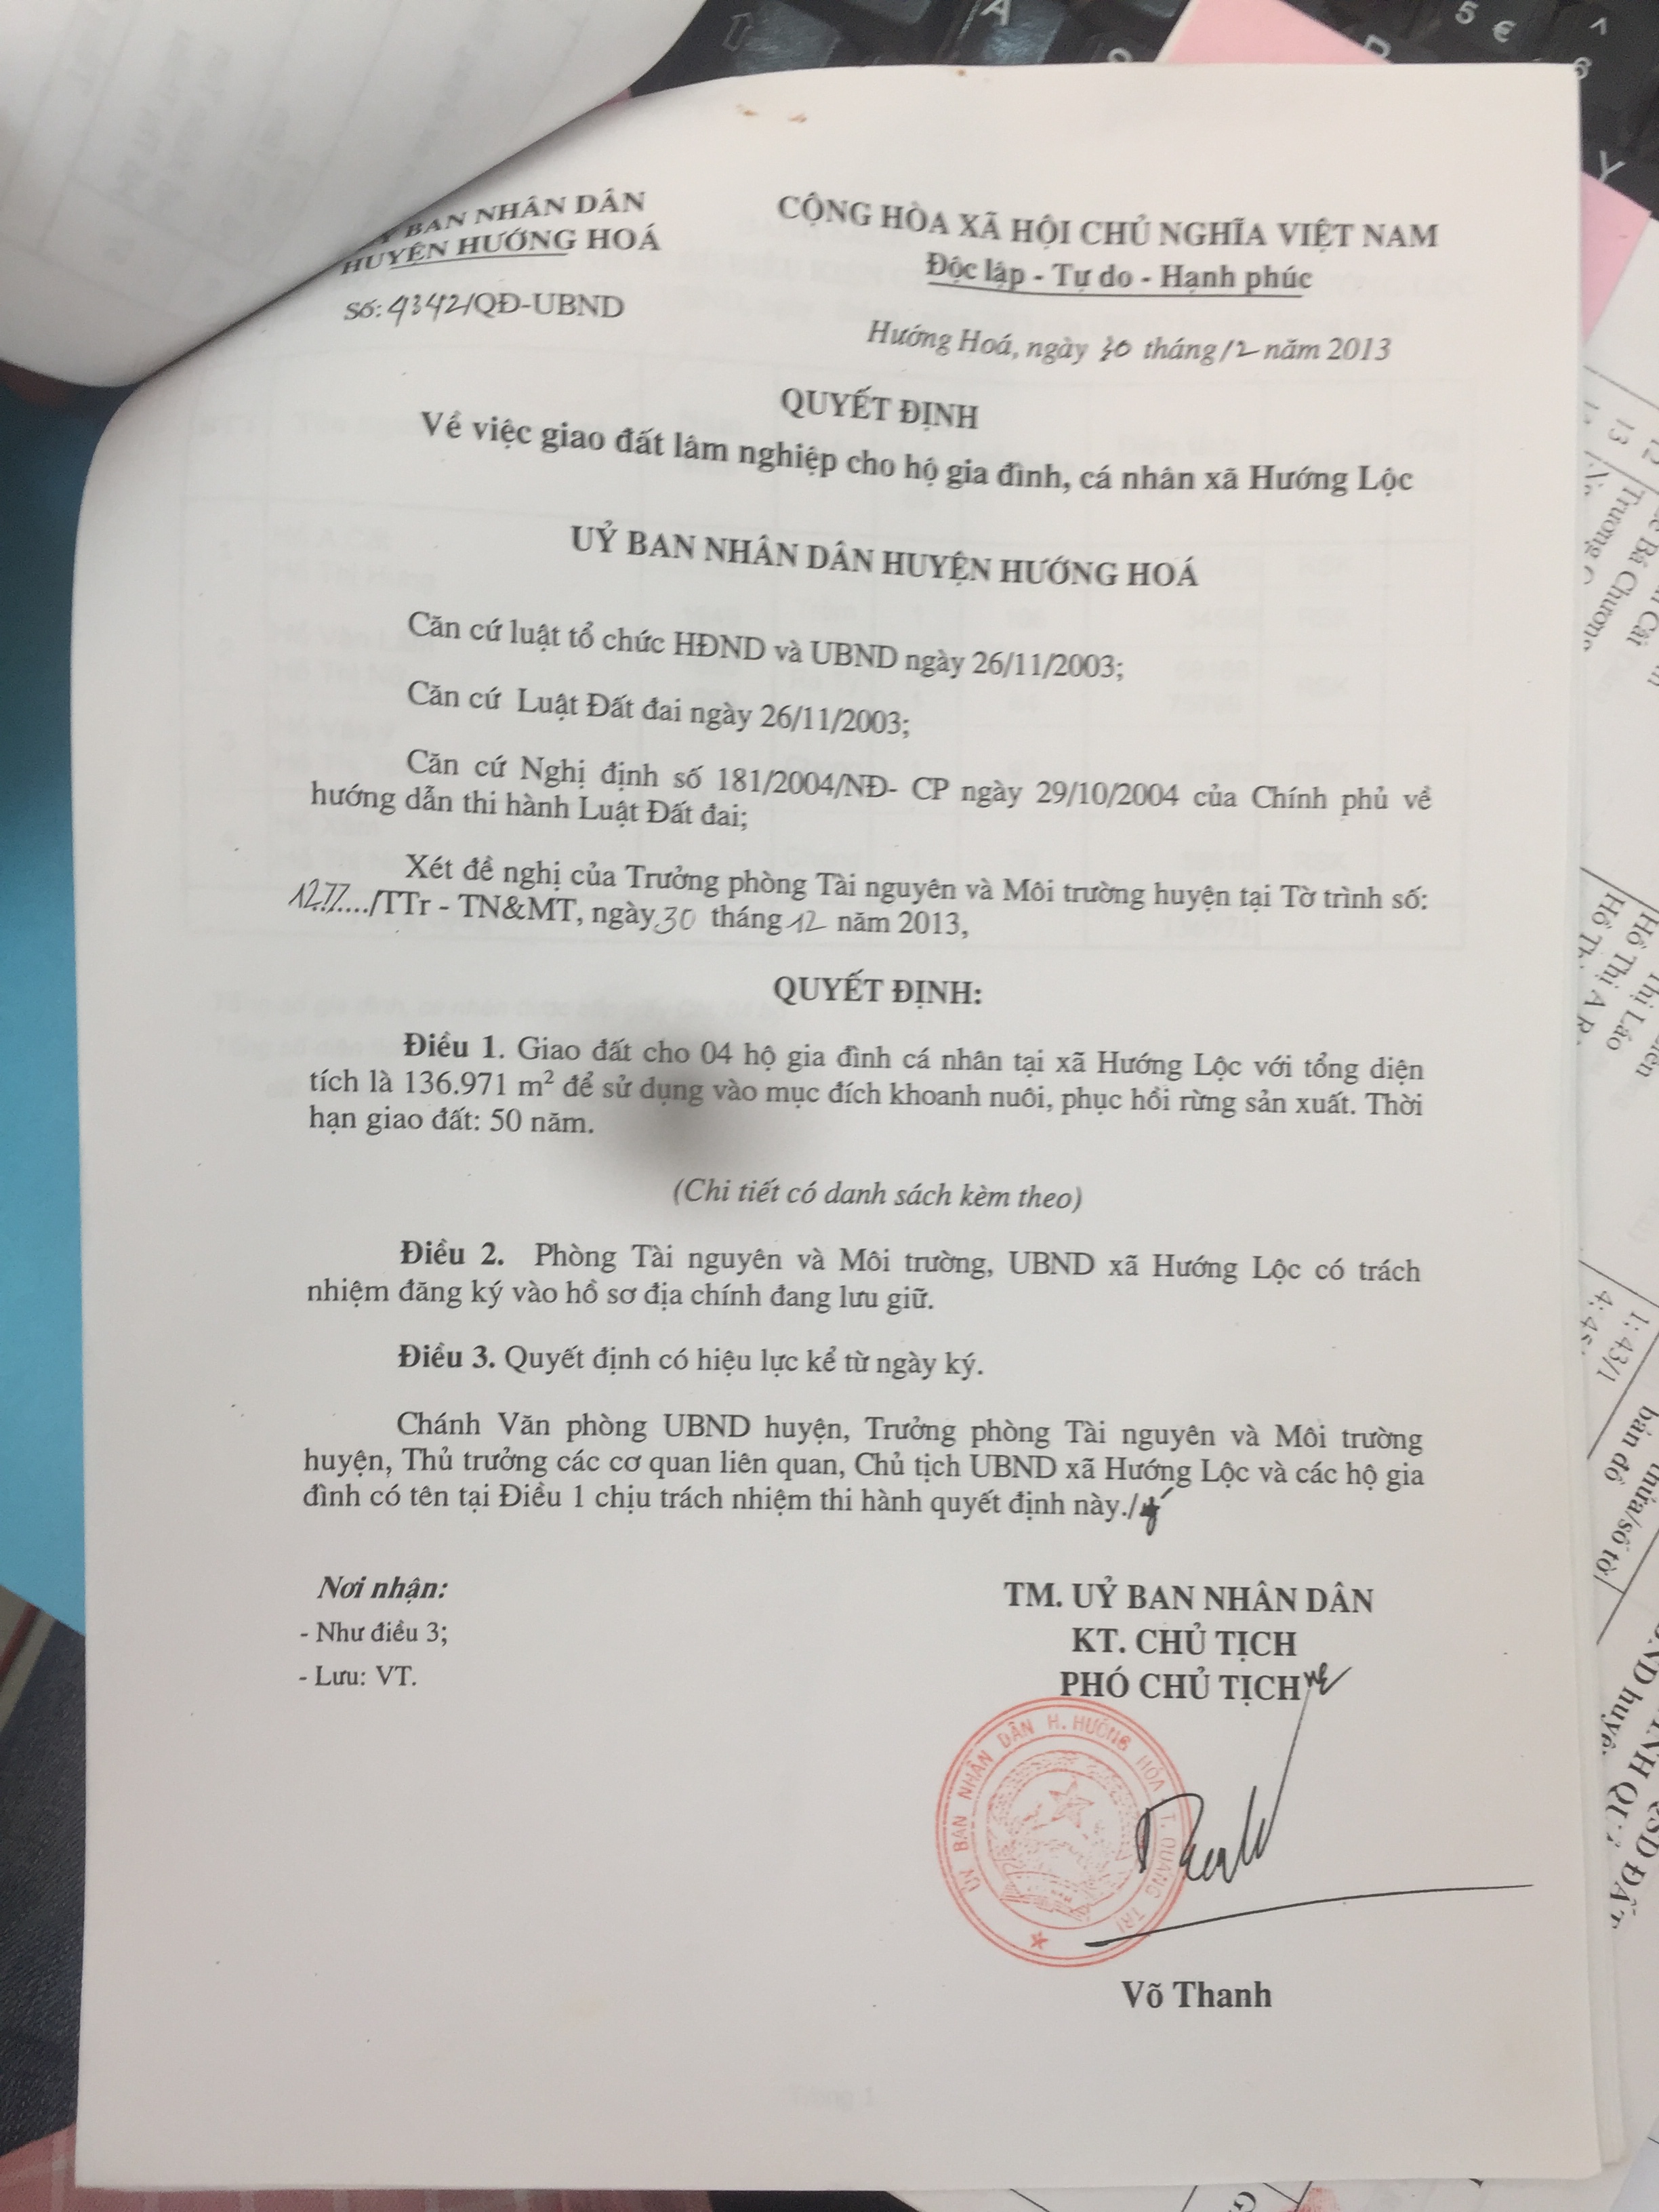 BAN NHÂN DÂN
HUYỆN HƯỚNG HOÁ
Số: 4342/QĐ-UBND
CỘNG HÒA XÃ HỘI CHỦ NGHĨA VIỆT NAM
Độc lập - Tự do - Hạnh phúc
Hướng Hoá, ngày 30 tháng 12 năm 2013
QUYẾT ĐỊNH
Về việc giao đất lâm nghiệp cho hộ gia đình, cá nhân xã Hướng Lộc
UỶ BAN NHÂN DÂN HUYỆN HƯỚNG HOÁ
Căn cứ luật tổ chức HĐND và UBND ngày 26/11/2003;
Căn cứ Luật Đất đai ngày 26/11/2003;
Căn cứ Nghị định số 181/2004/NĐ- CP ngày 29/10/2004 của Chính phủ về
hướng dẫn thi hành Luật Đất đai;
Xét đề nghị của Trưởng phòng Tài nguyên và Môi trường huyện tại Tờ trình số:
1277..../TTr - TN&MT, ngày 30 tháng 12 năm 2013,
QUYẾT ĐỊNH:
Điều 1. Giao đất cho 04 hộ gia đình cá nhân tại xã Hướng Lộc với tổng diện
tích là 136.971 m² để sử dụng vào mục đích khoanh nuôi, phục hồi rừng sản xuất. Thời
hạn giao đất: 50 năm.
(Chi tiết có danh sách kèm theo)
Điều 2. Phòng Tài nguyên và Môi trường, UBND xã Hướng Lộc có trách
nhiệm đăng ký vào hồ sơ địa chính đang lưu giữ.
Điều 3. Quyết định có hiệu lực kể từ ngày ký.
Chánh Văn phòng UBND huyện, Trưởng phòng Tài nguyên và Môi trường
huyện, Thủ trưởng các cơ quan liên quan, Chủ tịch UBND xã Hướng Lộc và các hộ gia
đình có tên tại Điều 1 chịu trách nhiệm thi hành quyết định này./
Nơi nhận:
- Như điều 3;
- Lưu: VT.
TM. UỶ BAN NHÂN DÂN
KT. CHỦ TỊCH
PHÓ CHỦ TỊCH
ỦY BAN NHÂN DÂN H. HƯỚNG HÓA T. QUẢNG TRỊ
Võ Thanh